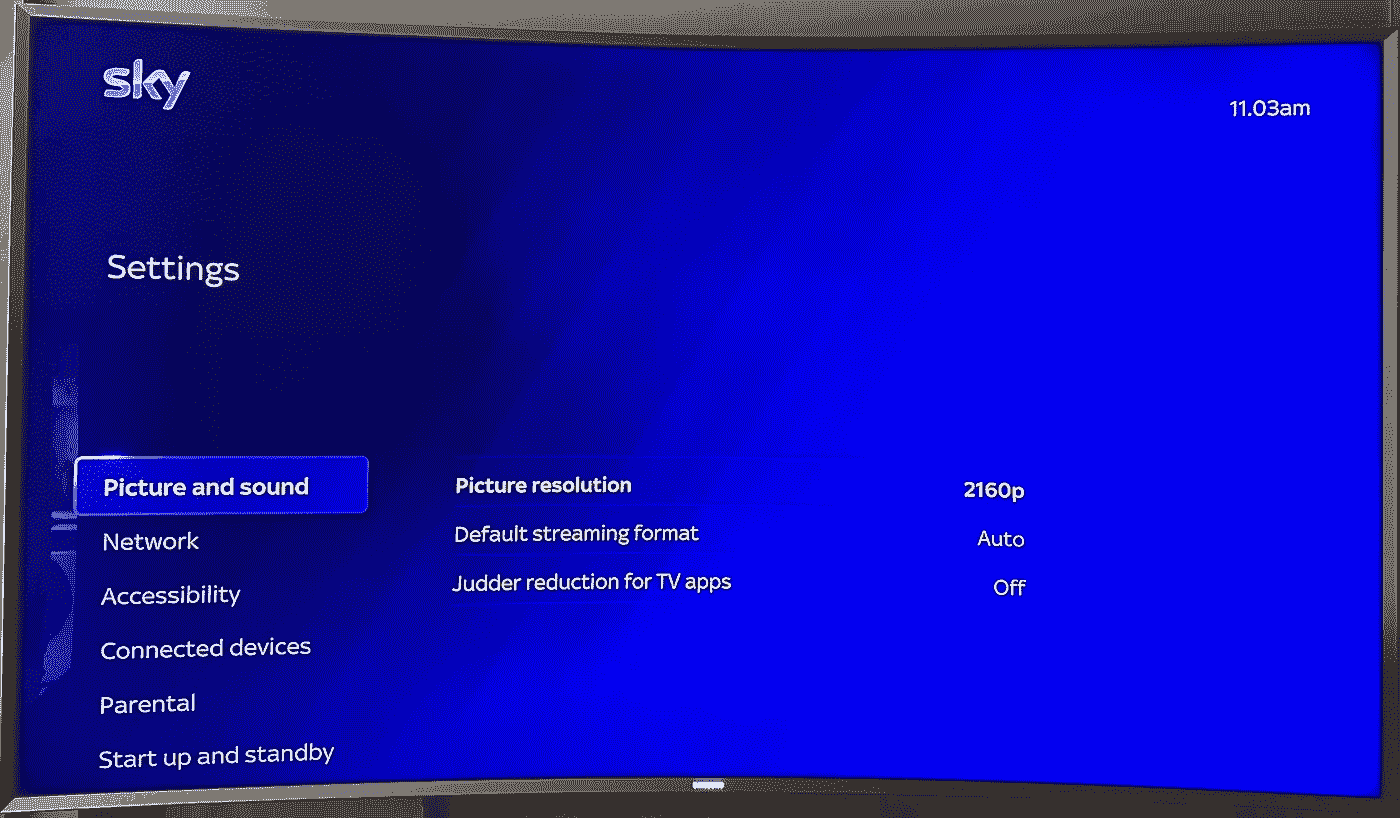 sky
11.03am
Settings
Picture and sound
Network
Accessibility
Connected devices
Parental
Start up and standby
Picture resolution 2160p
Default streaming format Auto
Judder reduction for TV apps Off